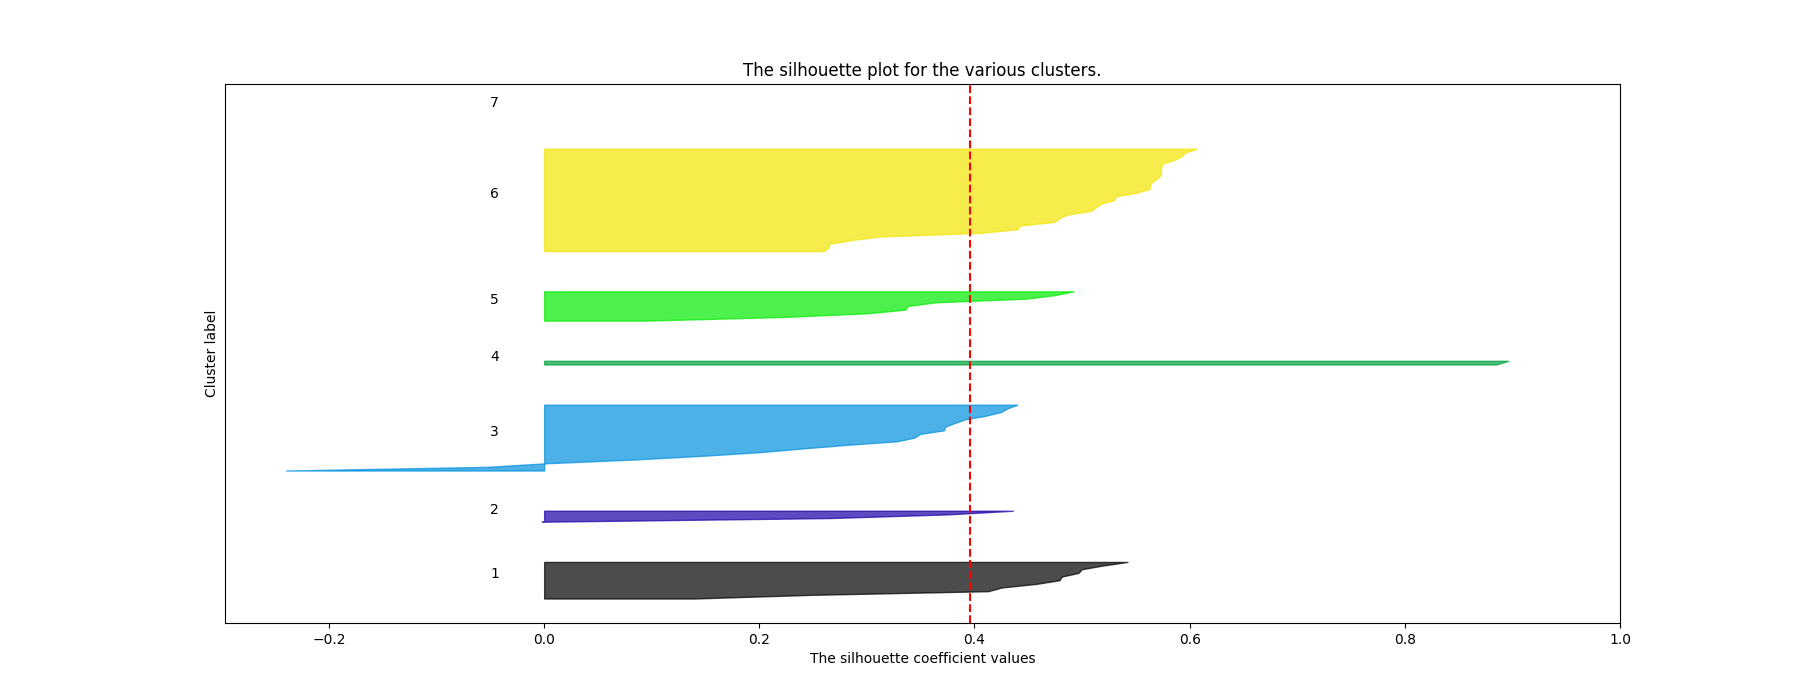 The silhouette plot for the various clusters.
7
6
5
4
3
2
1
Cluster label
−0.2 0.0 0.2 0.4 0.6 0.8 1.0
The silhouette coefficient values